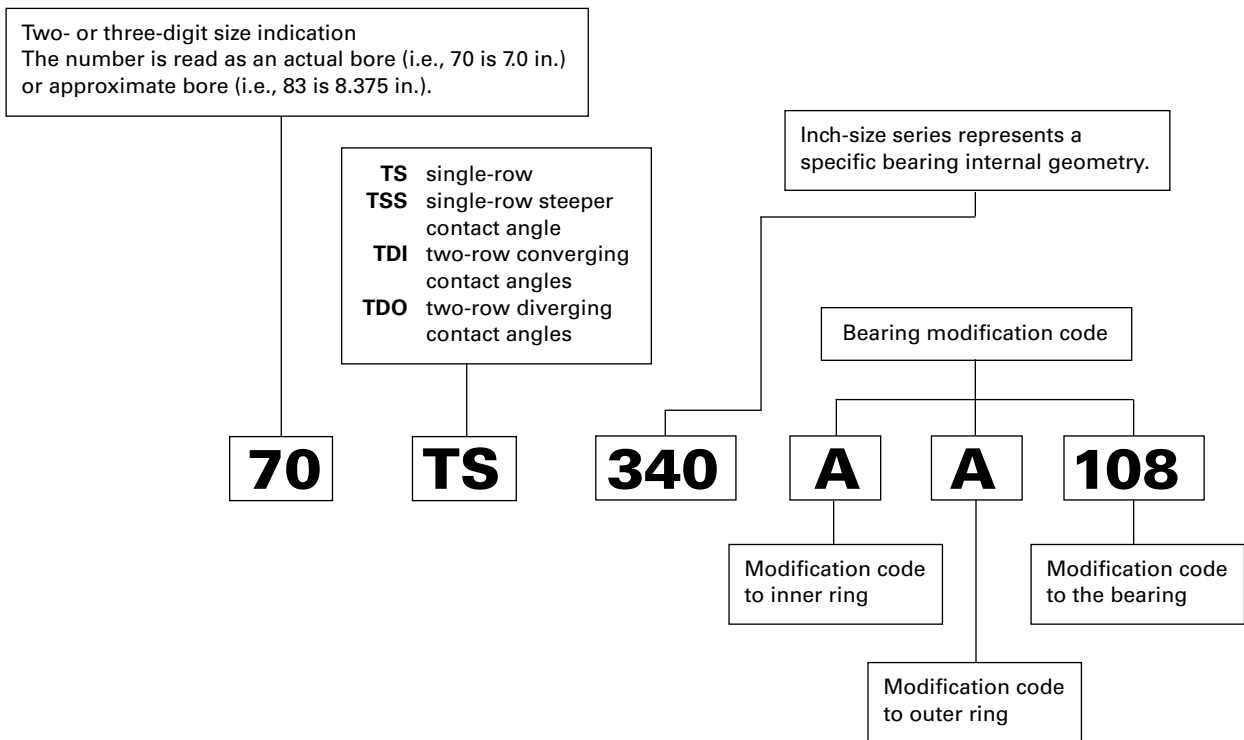 Two- or three-digit size indication
The number is read as an actual bore (i.e., 70 is 7.0 in.)
or approximate bore (i.e., 83 is 8.375 in.).
Inch-size series represents a
specific bearing internal geometry.
TS single-row
TSS single-row steeper
contact angle
TDI two-row converging
contact angles
TDO two-row diverging
contact angles
Bearing modification code
70 TS 340 A A 108
Modification code
to inner ring
Modification code
to the bearing
Modification code
to outer ring